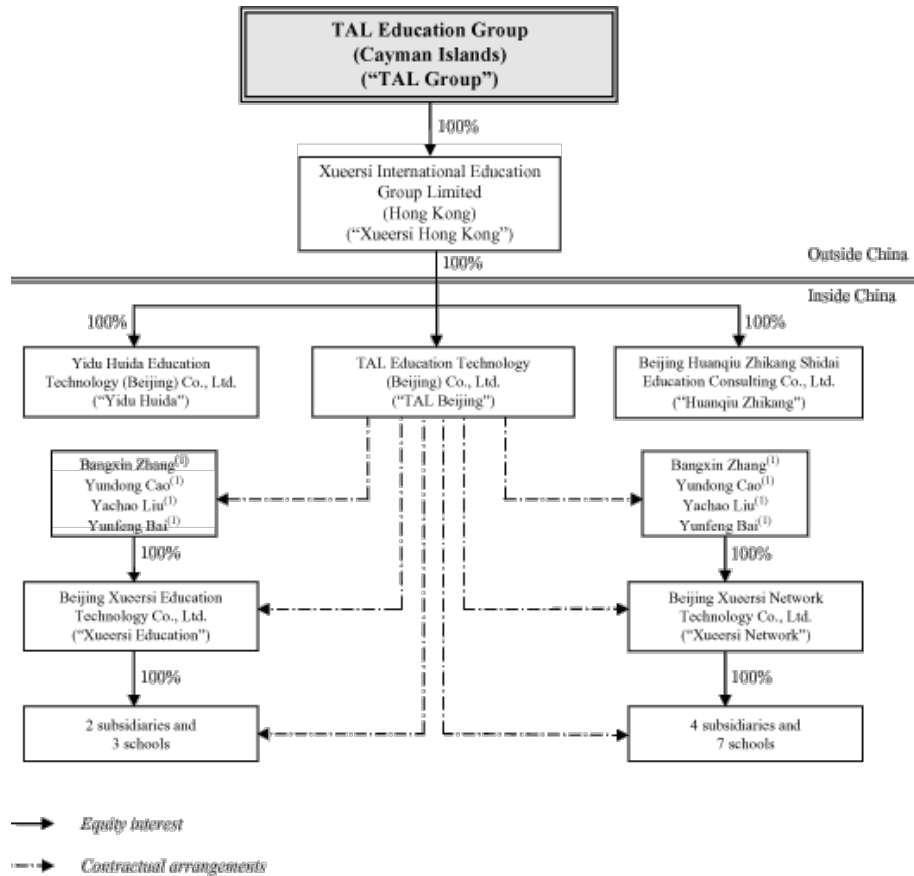 TAL Education Group
(Cayman Islands)
(“TAL Group”)
100%
Xueersi International Education
Group Limited
(Hong Kong)
(“Xueersi Hong Kong”)
100%
Outside China
Inside China
100%
100%
Yidu Huida Education
Technology (Beijing) Co., Ltd.
(“Yidu Huida”)
TAL Education Technology
(Beijing) Co., Ltd.
(“TAL Beijing”)
Beijing Huanqiu Zhikang Shidai
Education Consulting Co., Ltd.
(“Huanqiu Zhikang”)
Bangxin Zhang(1)
Yundong Cao(1)
Yachao Liu(1)
Yunfeng Bai(1)
Bangxin Zhang(1)
Yundong Cao(1)
Yachao Liu(1)
Yunfeng Bai(1)
100%
100%
Beijing Xueersi Education
Technology Co., Ltd.
(“Xueersi Education”)
Beijing Xueersi Network
Technology Co., Ltd.
(“Xueersi Network”)
100%
100%
2 subsidiaries and
3 schools
4 subsidiaries and
7 schools
Equity interest
Contractual arrangements